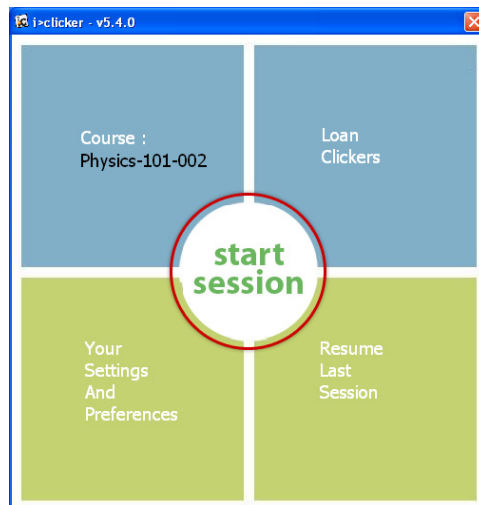 i>clicker - v5.4.0
Course :
Physics-101-002
Loan
Clickers
start
session
Your
Settings
And
Preferences
Resume
Last
Session